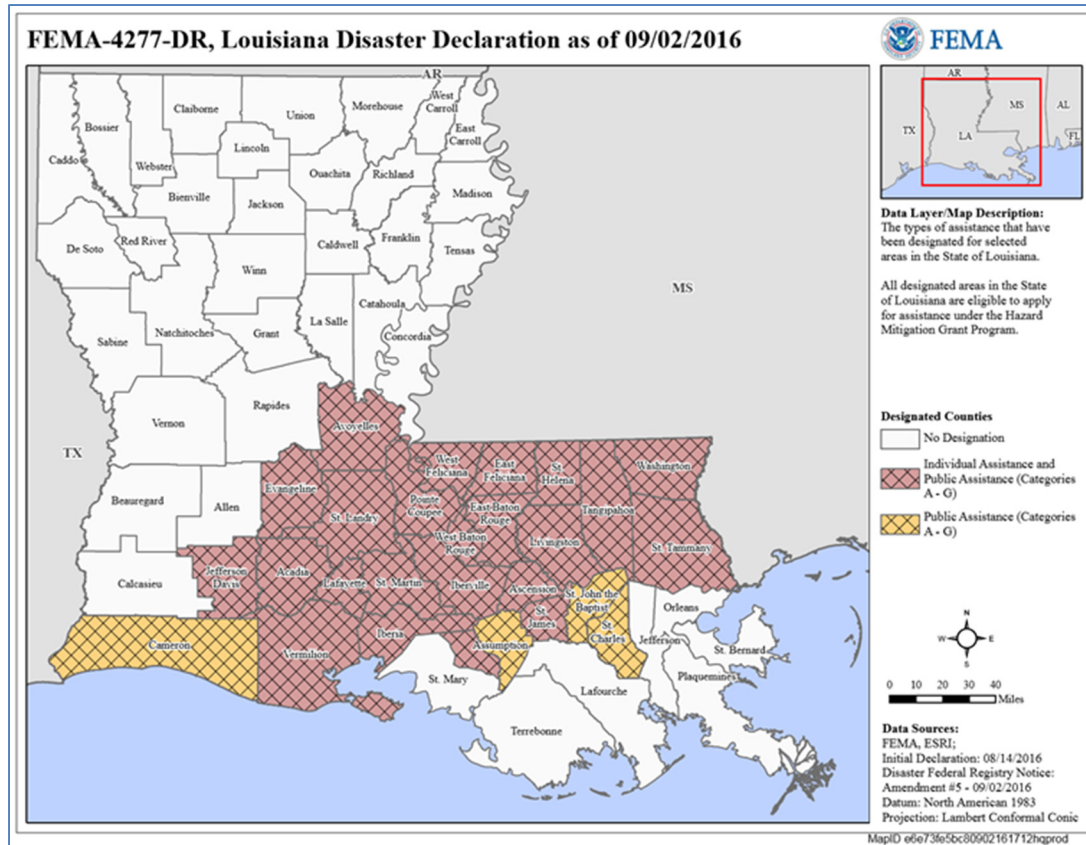 FEMA-4277-DR, Louisiana Disaster Declaration as of 09/02/2016
FEMA
AR
Claiborne
Union
Morehouse
West
Carroll
East
Carroll
Bossier
Caddo
Webster
Lincoln
Ouachita
Richland
Madison
Bienville
Jackson
De Soto
Red River
Caldwell
Franklin
Tensas
Winn
Natchitoches
Sabine
Grant
La Salle
Catahoula
Concordia
MS
Vernon
Rapides
TX
Avoyelles
Beauregard
Allen
Evangeline
St. Landry
West
Feliciana
East
Feliciana
St.
Helena
Washington
Pointe
Coupee
East Baton
Rouge
Tangipahoa
West Baton
Rouge
Livingston
St. Tammany
Calcasieu
Jefferson
Davis
Acadia
Lafayette
St. Martin
Iberville
Ascension
St. John the
Baptist
St.
James
St.
Charles
Orleans
Jefferson
St. Bernard
Cameron
Vermilion
Iberia
Assumption
St. Mary
Lafourche
Plaquemines
Terrebonne
AR
TX
LA
MS
AL
FL
Data Layer/Map Description:
The types of assistance that have
been designated for selected
areas in the State of Louisiana.
All designated areas in the State
of Louisiana are eligible to apply
for assistance under the Hazard
Mitigation Grant Program.
Designated Counties
No Designation
Individual Assistance and
Public Assistance (Categories
A - G)
Public Assistance (Categories
A - G)
N
W
E
S
0 10 20 30 40
Miles
Data Sources:
FEMA, ESRI;
Initial Declaration: 08/14/2016
Disaster Federal Registry Notice:
Amendment #5 - 09/02/2016
Datum: North American 1983
Projection: Lambert Conformal Conic
MapID e6e73fe5bc80902161712hqprod